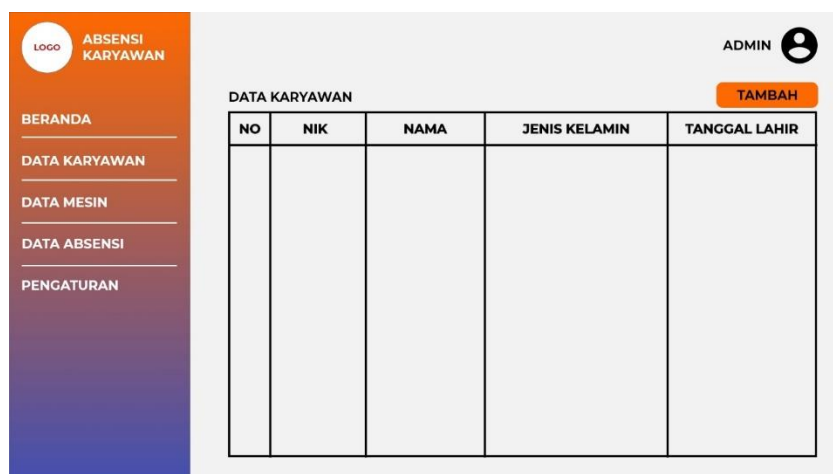 LOGO
ABSENSI
KARYAWAN
ADMIN
BERANDA
DATA KARYAWAN
DATA MESIN
DATA ABSENSI
PENGATURAN
DATA KARYAWAN
TAMBAH
NO NIK NAMA JENIS KELAMIN TANGGAL LAHIR